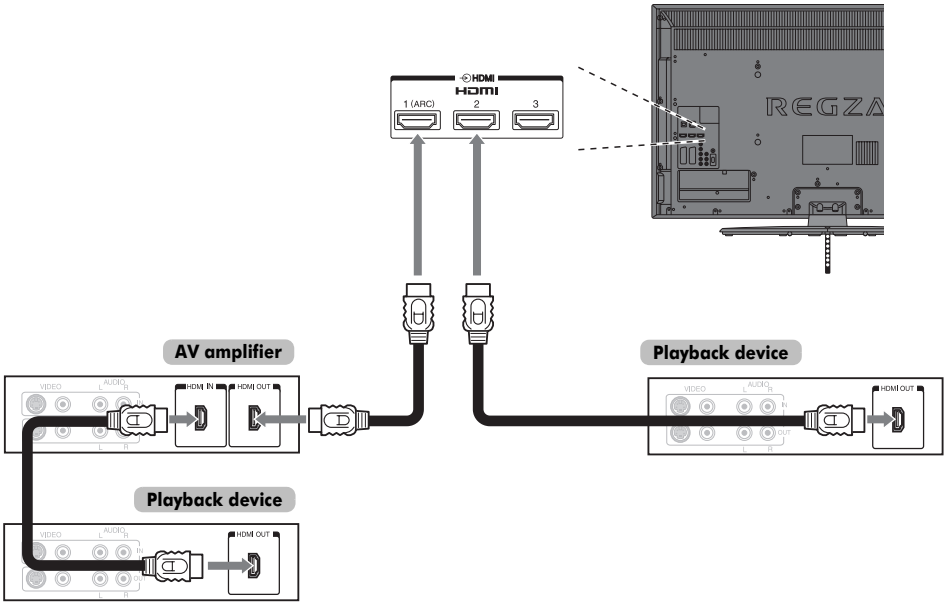 HDMI
HDMI
1 (ARC)
2
3
REGZA
AV amplifier
VIDEO
L
AUDIO
R
IN
HDMI IN
HDMI OUT
L
R
Playback device
VIDEO
L
AUDIO
R
IN
HDMI OUT
OUT
L
R
Playback device
VIDEO
L
AUDIO
R
IN
HDMI OUT
OUT
L
R